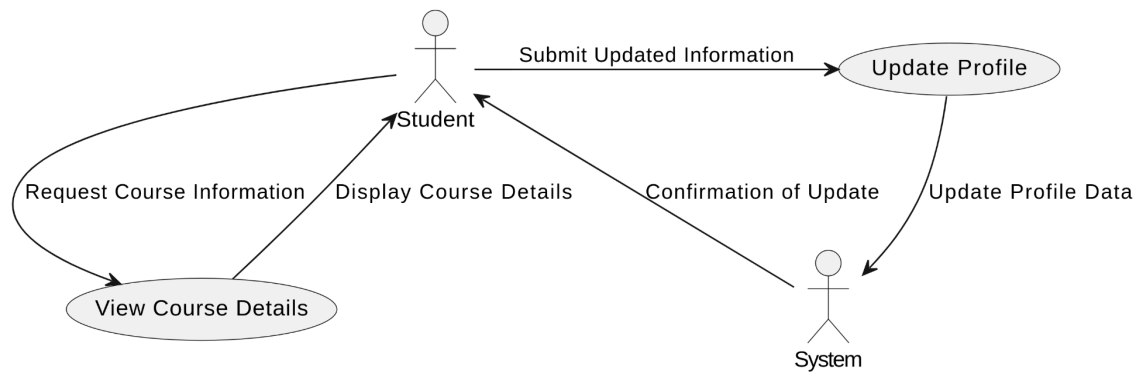 Submit Updated Information
Update Profile
Student
Request Course Information
Display Course Details
Confirmation of Update
Update Profile Data
View Course Details
System